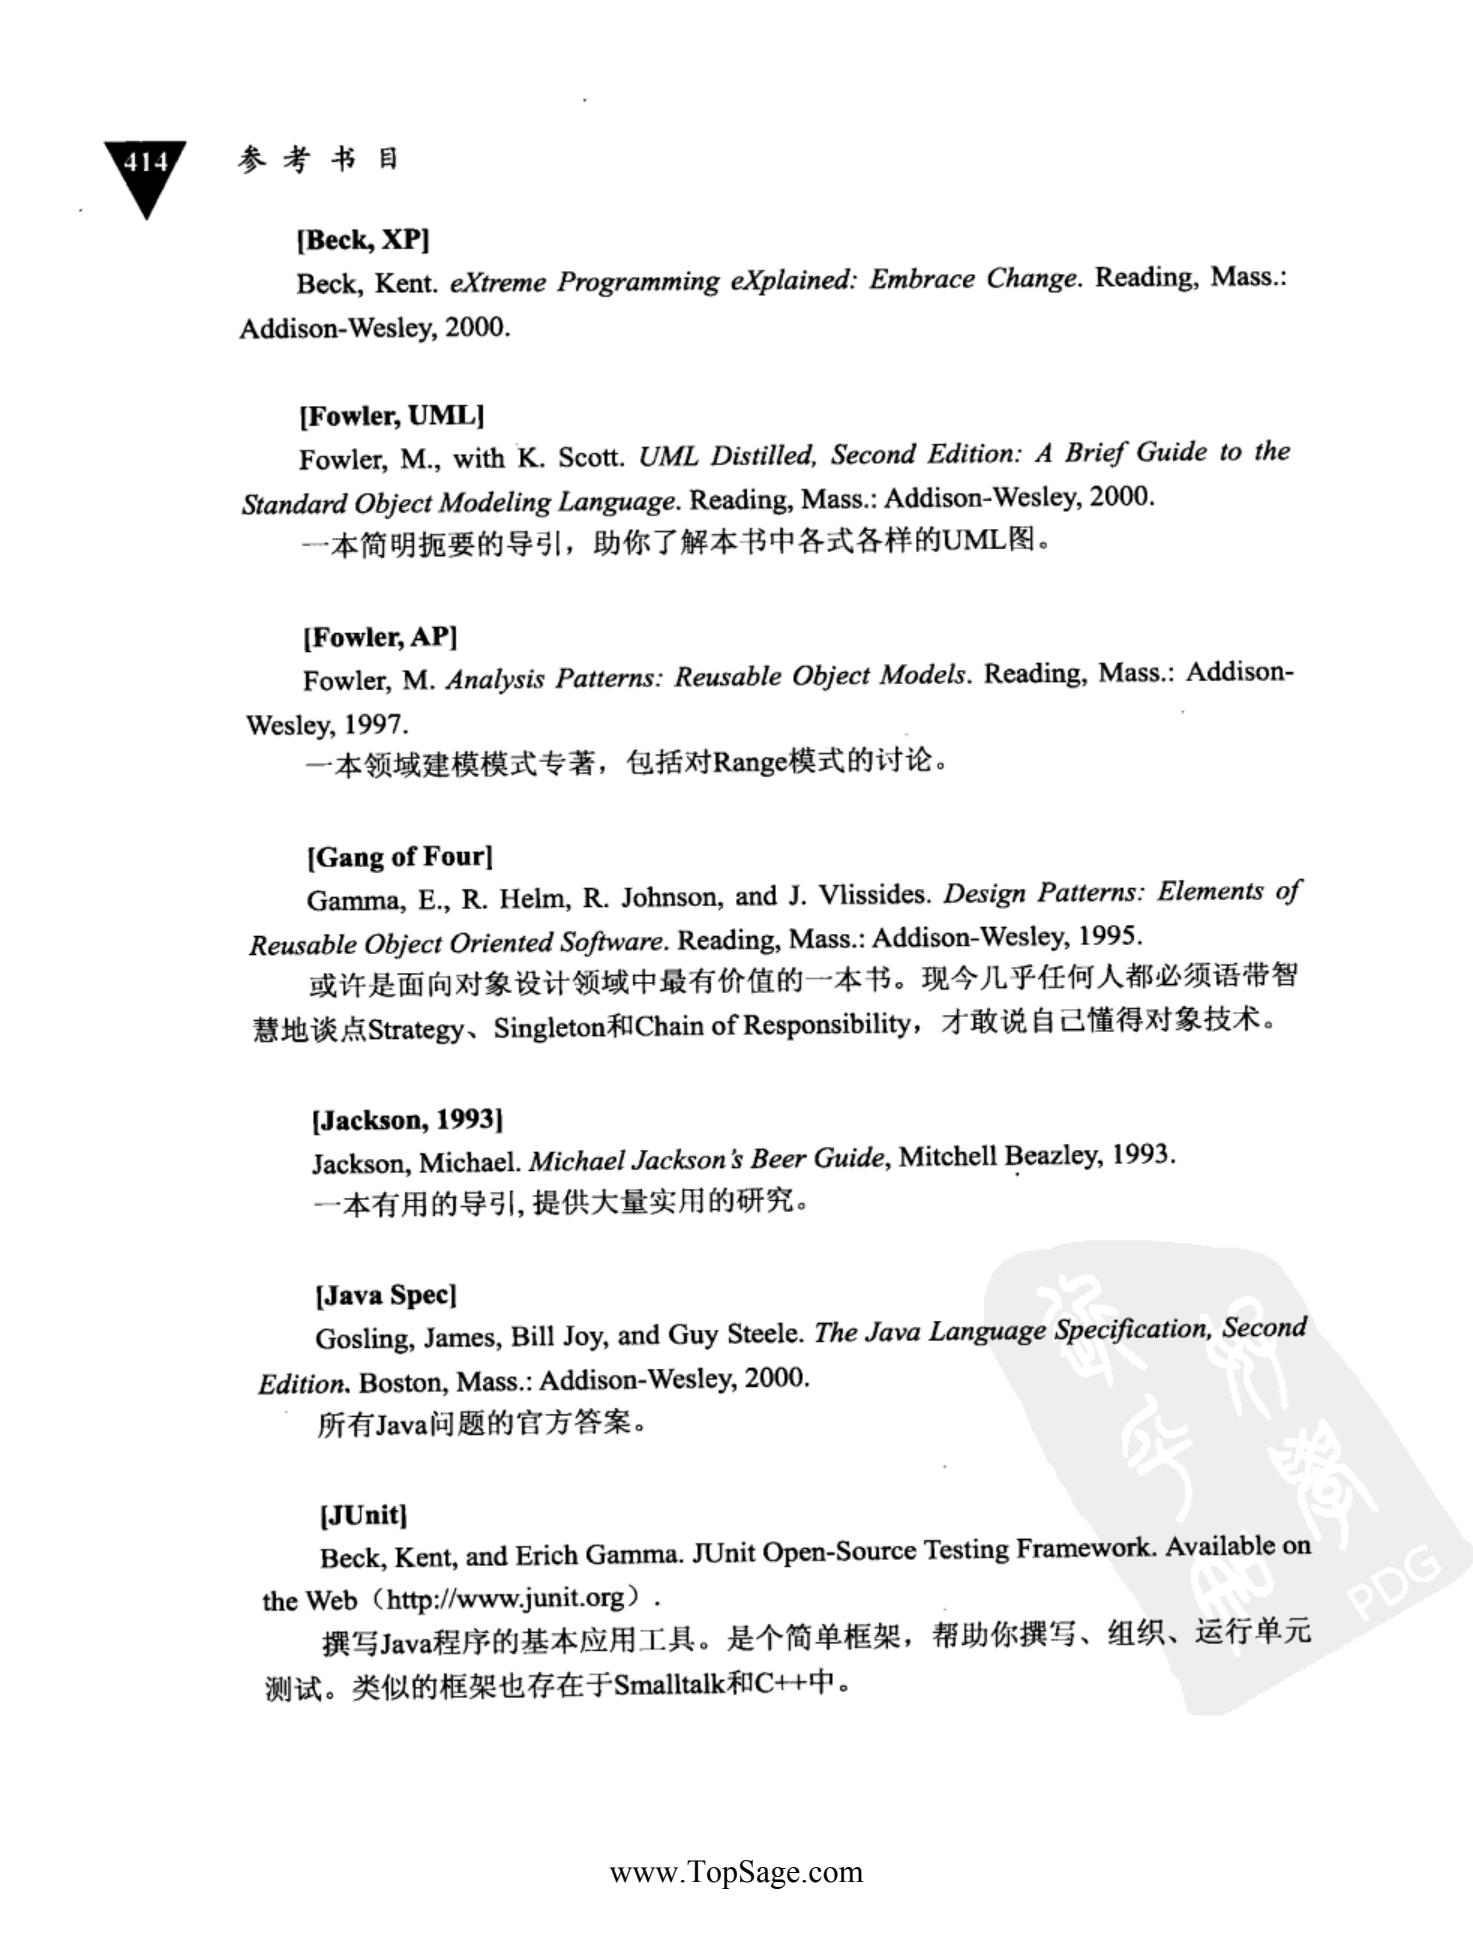 414
参考书目
[Beck, XP]
Beck, Kent. eXtreme Programming eXplained: Embrace Change. Reading, Mass.:
Addison-Wesley, 2000.
[Fowler, UML]
Fowler, M., with K. Scott. UML Distilled, Second Edition: A Brief Guide to the
Standard Object Modeling Language. Reading, Mass.: Addison-Wesley, 2000.
一本简明扼要的导引，助你了解本书中各式各样的UML图。
[Fowler, AP]
Fowler, M. Analysis Patterns: Reusable Object Models. Reading, Mass.: Addison-
Wesley, 1997.
一本领域建模模式专著，包括对Range模式的讨论。
[Gang of Four]
Gamma, E., R. Helm, R. Johnson, and J. Vlissides. Design Patterns: Elements of
Reusable Object Oriented Software. Reading, Mass.: Addison-Wesley, 1995.
或许是面向对象设计领域中最有价值的一本书。现今几乎任何人都必须语带智
慧地谈点Strategy、Singleton和Chain of Responsibility，才敢说自己懂得对象技术。
[Jackson, 1993]
Jackson, Michael. Michael Jackson's Beer Guide, Mitchell Beazley, 1993.
一本有用的导引, 提供大量实用的研究。
[Java Spec]
Gosling, James, Bill Joy, and Guy Steele. The Java Language Specification, Second
Edition. Boston, Mass.: Addison-Wesley, 2000.
所有Java问题的官方答案。
[JUnit]
Beck, Kent, and Erich Gamma. JUnit Open-Source Testing Framework. Available on
the Web（http://www.junit.org）.
撰写Java程序的基本应用工具。是个简单框架，帮助你撰写、组织、运行单元
测试。类似的框架也存在于Smalltalk和C++中。
PDG
www.TopSage.com